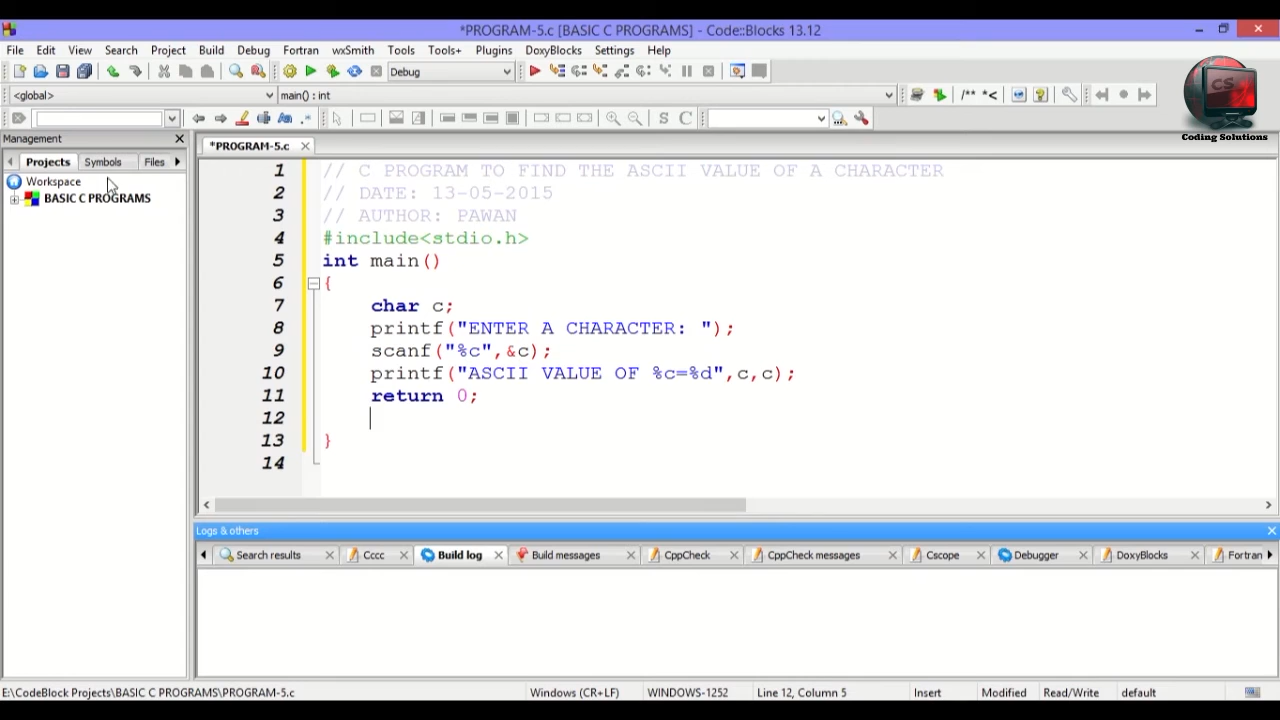 *PROGRAM-5.c [BASIC C PROGRAMS] - Code::Blocks 13.12
File Edit View Search Project Build Debug Fortran wxSmith Tools Tools+ Plugins DoxyBlocks Settings Help
Debug
<global> main() : int /** *<
.* S C
CS
Coding Solutions
Management
Projects Symbols Files
Workspace
BASIC C PROGRAMS
*PROGRAM-5.c
1 // C PROGRAM TO FIND THE ASCII VALUE OF A CHARACTER
2 // DATE: 13-05-2015
3 // AUTHOR: PAWAN
4 #include<stdio.h>
5 int main()
6 {
7 char c;
8 printf("ENTER A CHARACTER: ");
9 scanf("%c",&c);
10 printf("ASCII VALUE OF %c=%d",c,c);
11 return 0;
12
13 }
14
Logs & others
Search results Cccc Build log Build messages CppCheck CppCheck messages Cscope Debugger DoxyBlocks Fortran
E:\CodeBlock Projects\BASIC C PROGRAMS\PROGRAM-5.c Windows (CR+LF) WINDOWS-1252 Line 12, Column 5 Insert Modified Read/Write default